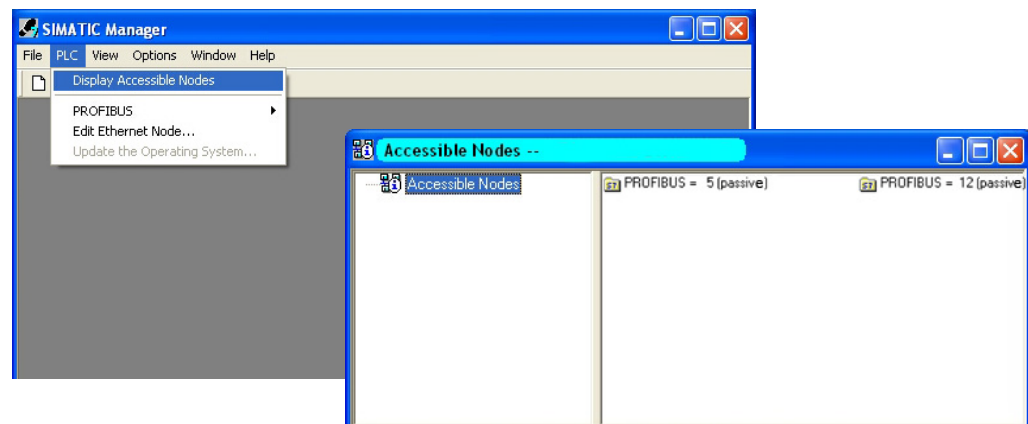 SIMATIC Manager
File PLC View Options Window Help
Display Accessible Nodes
PROFIBUS
Edit Ethernet Node...
Update the Operating System...
Accessible Nodes --
Accessible Nodes
PROFIBUS = 5 (passive) PROFIBUS = 12 (passive)